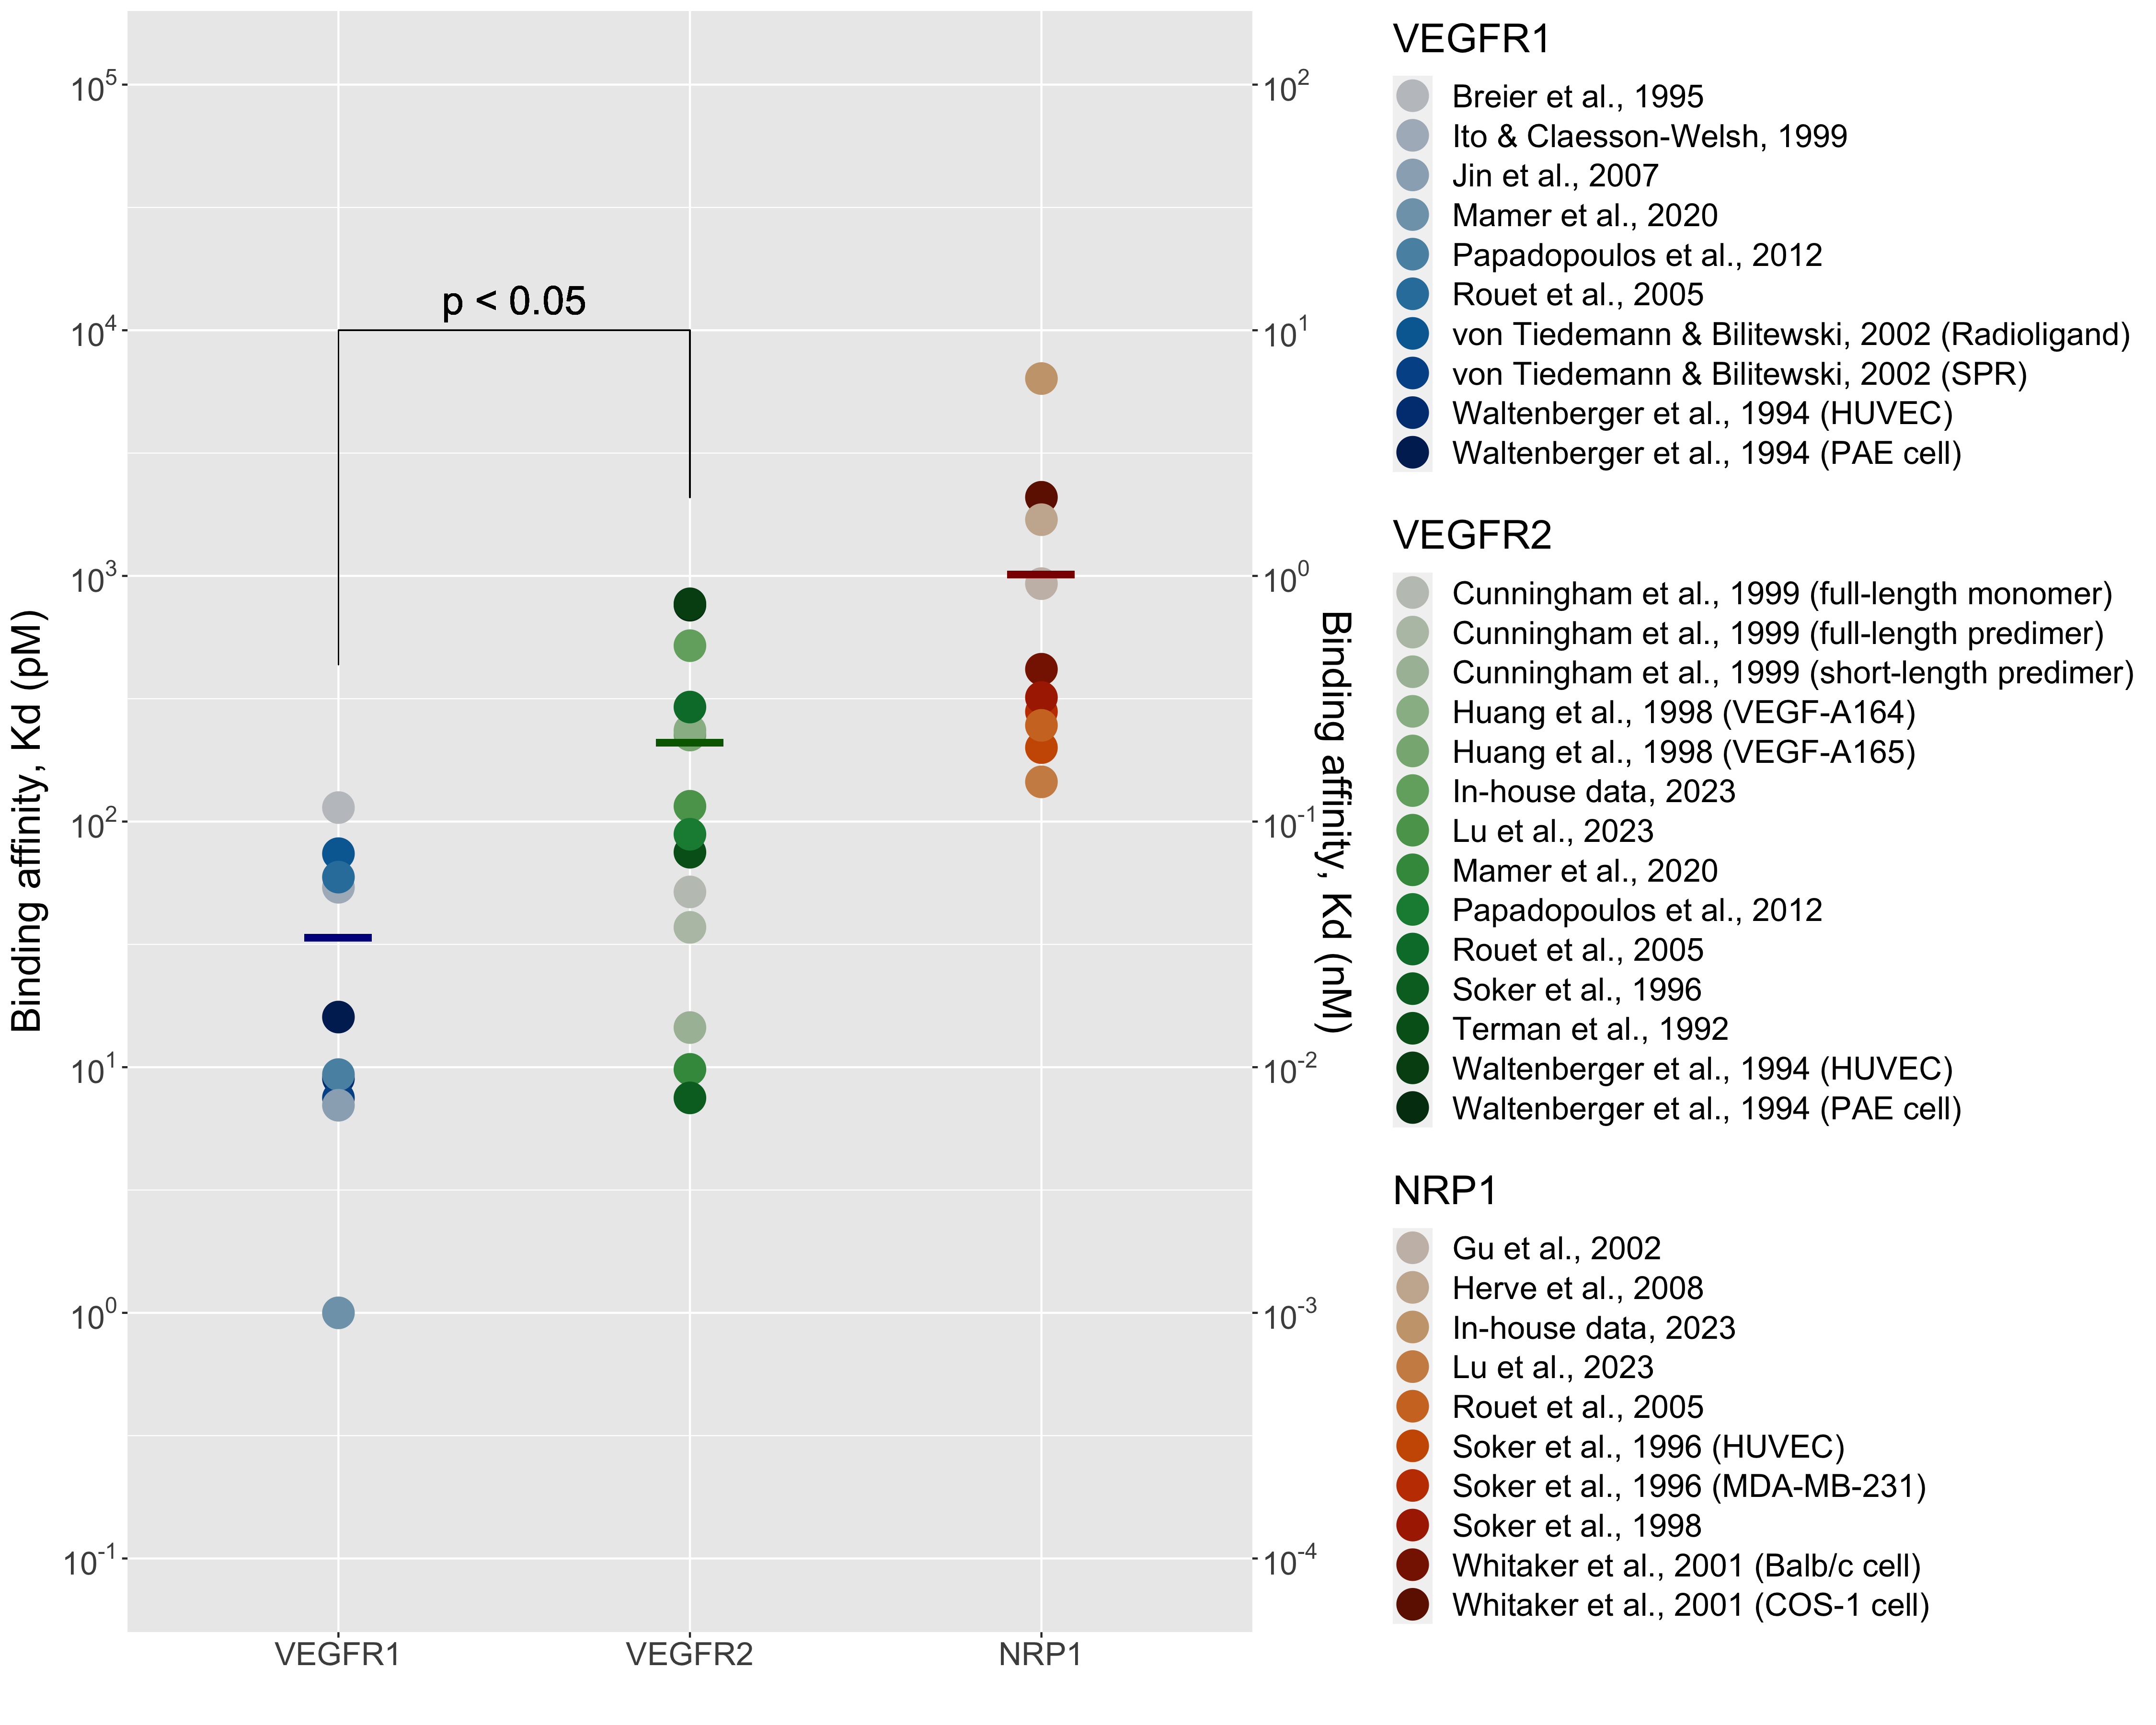 Binding affinity, Kd (pM)
10^5
10^4
10^3
10^2
10^1
10^0
10^-1
p < 0.05
VEGFR1
VEGFR2
NRP1
10^2
10^1
10^0
10^-1
10^-2
10^-3
10^-4
Binding affinity, Kd (nM)
VEGFR1
Breier et al., 1995
Ito & Claesson-Welsh, 1999
Jin et al., 2007
Mamer et al., 2020
Papadopoulos et al., 2012
Rouet et al., 2005
von Tiedemann & Bilitewski, 2002 (Radioligand)
von Tiedemann & Bilitewski, 2002 (SPR)
Waltenberger et al., 1994 (HUVEC)
Waltenberger et al., 1994 (PAE cell)
VEGFR2
Cunningham et al., 1999 (full-length monomer)
Cunningham et al., 1999 (full-length predimer)
Cunningham et al., 1999 (short-length predimer)
Huang et al., 1998 (VEGF-A164)
Huang et al., 1998 (VEGF-A165)
In-house data, 2023
Lu et al., 2023
Mamer et al., 2020
Papadopoulos et al., 2012
Rouet et al., 2005
Soker et al., 1996
Terman et al., 1992
Waltenberger et al., 1994 (HUVEC)
Waltenberger et al., 1994 (PAE cell)
NRP1
Gu et al., 2002
Herve et al., 2008
In-house data, 2023
Lu et al., 2023
Rouet et al., 2005
Soker et al., 1996 (HUVEC)
Soker et al., 1996 (MDA-MB-231)
Soker et al., 1998
Whitaker et al., 2001 (Balb/c cell)
Whitaker et al., 2001 (COS-1 cell)